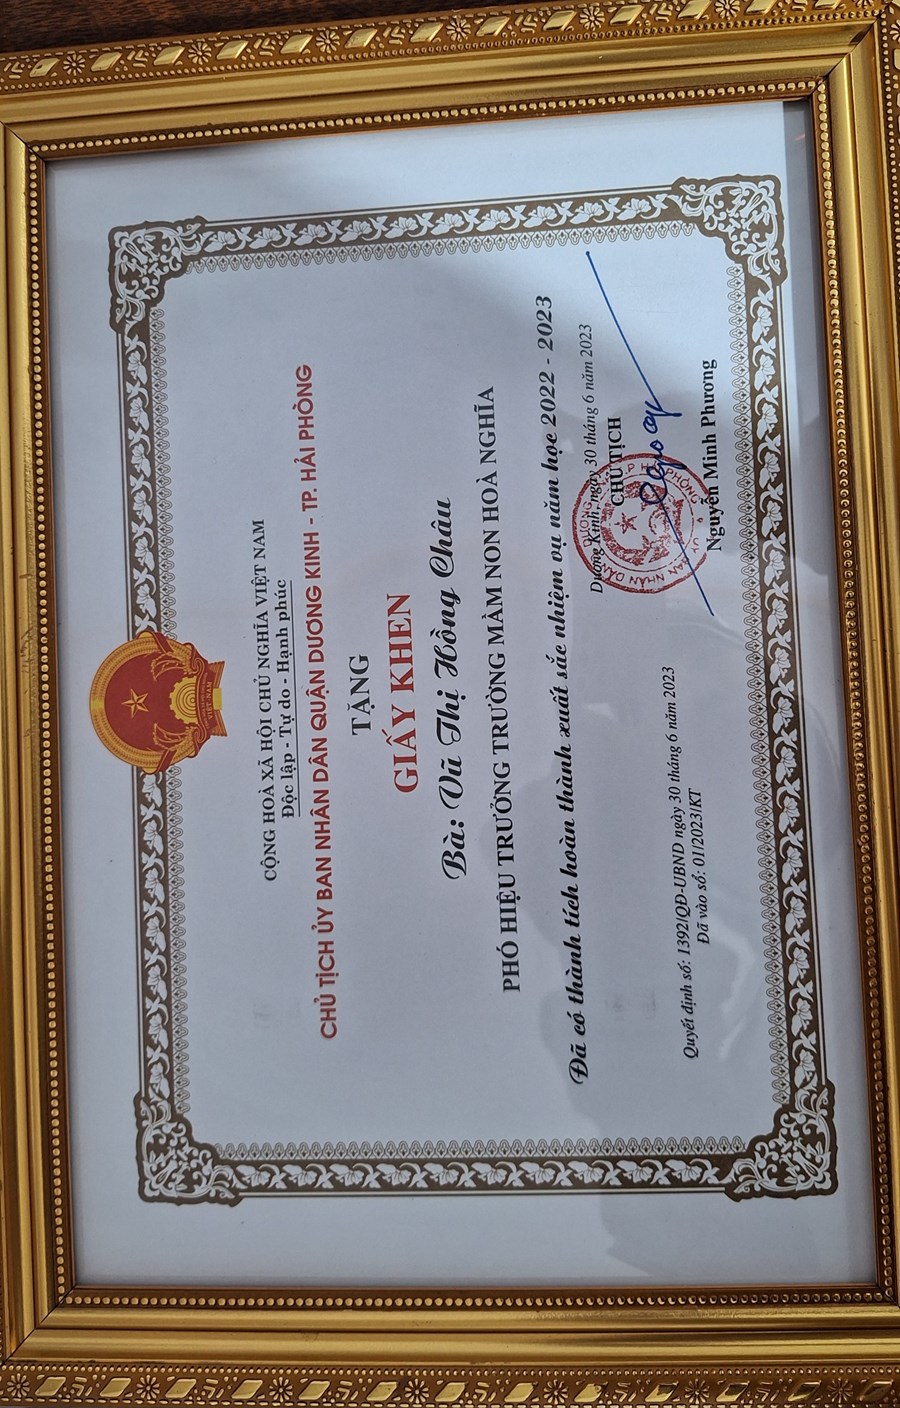 CỘNG HOÀ XÃ HỘI CHỦ NGHĨA VIỆT NAM
Độc lập - Tự do - Hạnh phúc
CHỦ TỊCH ỦY BAN NHÂN DÂN QUẬN DƯƠNG KINH - TP. HẢI PHÒNG
TẶNG
GIẤY KHEN
Bà: Vũ Thị Hồng Châu
PHÓ HIỆU TRƯỞNG TRƯỜNG MẦM NON HOÀ NGHĨA
Đã có thành tích hoàn thành xuất sắc nhiệm vụ năm học 2022 - 2023
Dương Kinh, ngày 30 tháng 6 năm 2023
CHỦ TỊCH
Nguyễn Minh Phương
Quyết định số: 1392/QĐ-UBND ngày 30 tháng 6 năm 2023
Đã vào số: 01/2023/KT